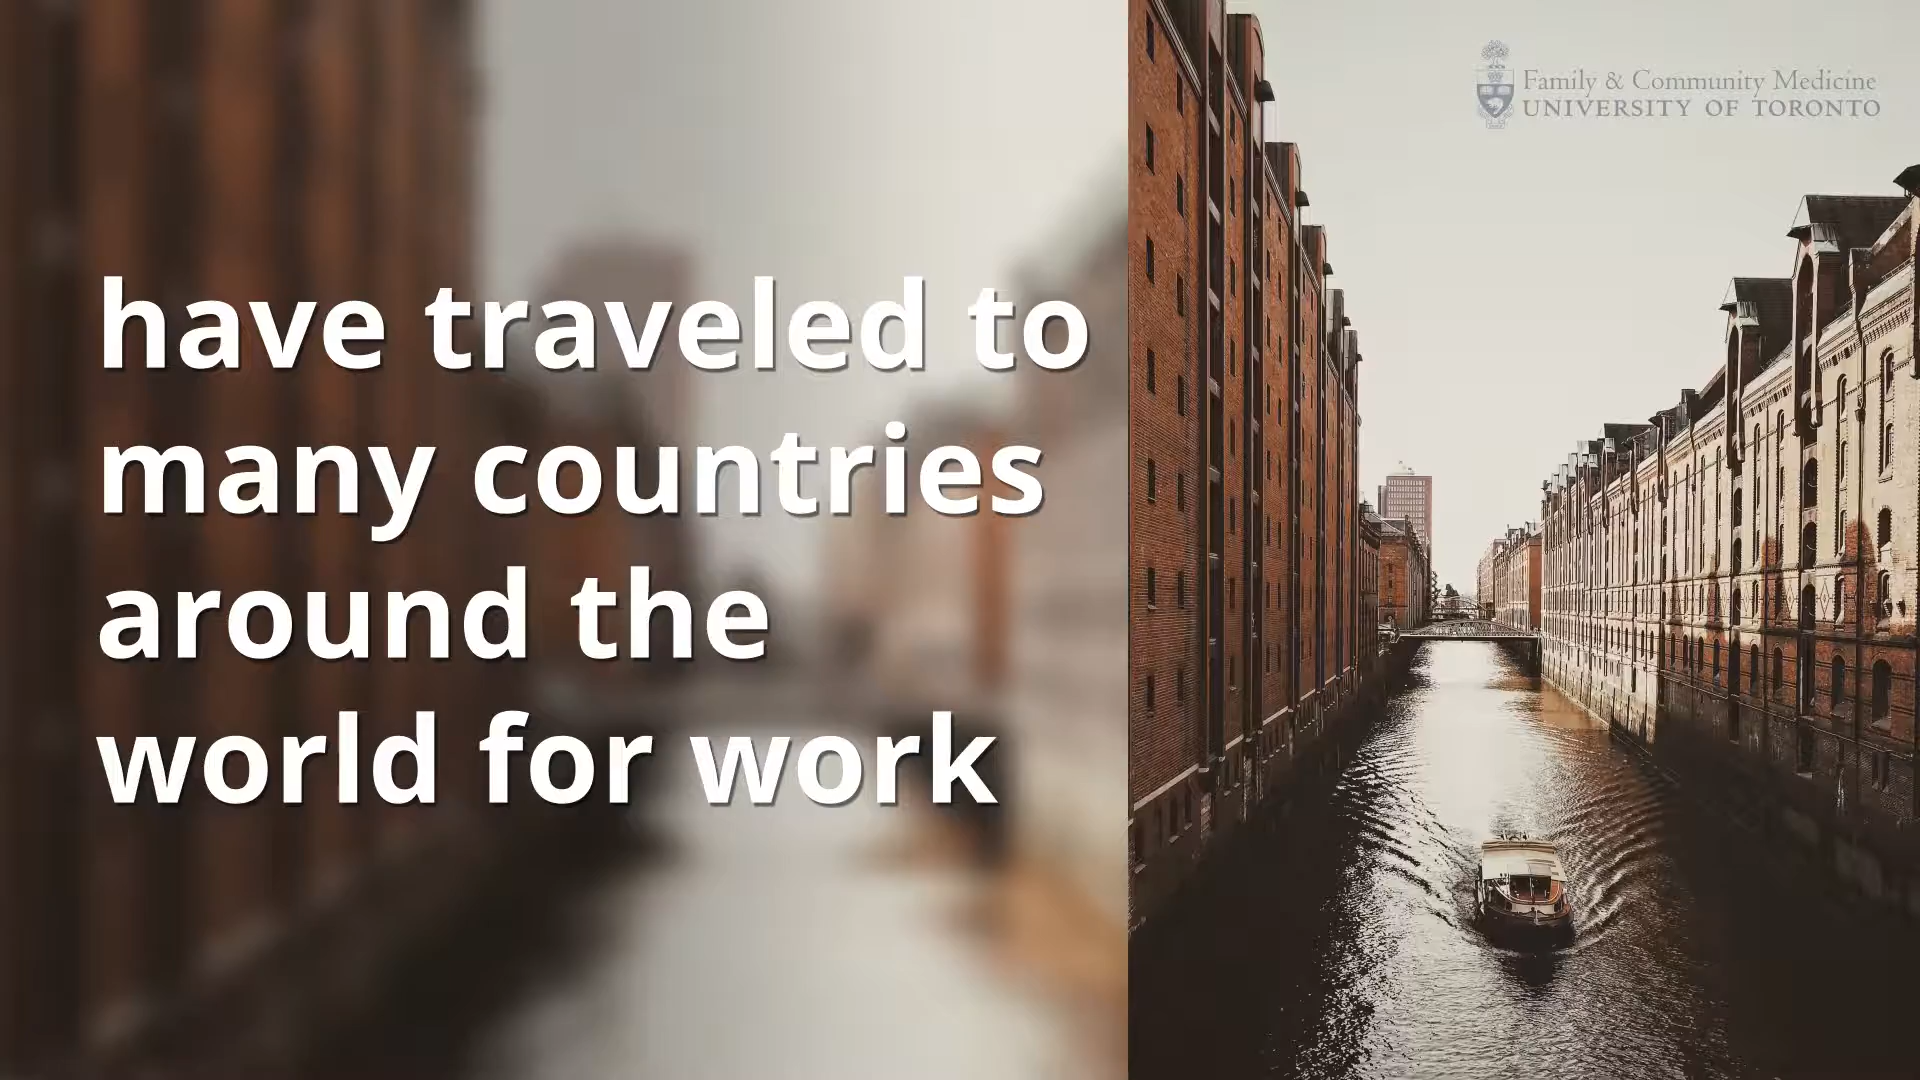 have traveled to
many countries
around the
world for work
Family & Community Medicine
UNIVERSITY OF TORONTO